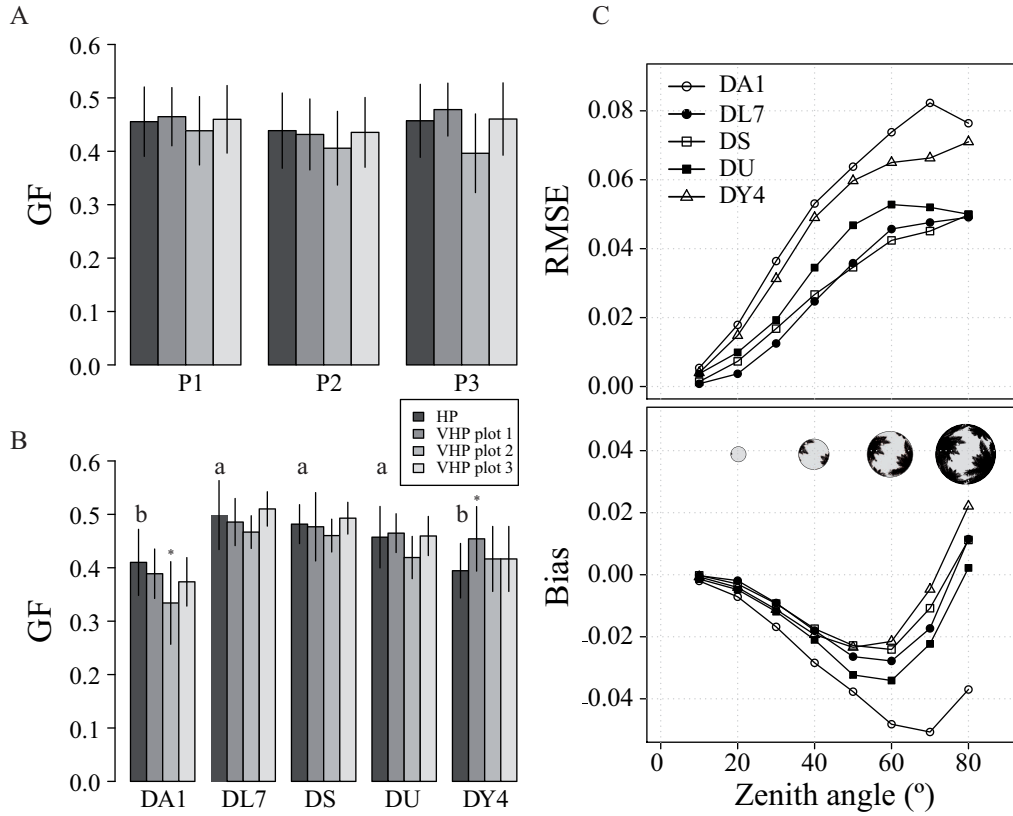 A
0.6
0.5
0.4
0.3
0.2
0.1
0.0
GF
P1 P2 P3
HP
VHP plot 1
VHP plot 2
VHP plot 3
B
0.6
0.5
0.4
0.3
0.2
0.1
0.0
GF
b a a a b
* *
DA1 DL7 DS DU DY4
C
DA1
DL7
DS
DU
DY4
0.08
0.06
0.04
0.02
0.00
RMSE
0.04
0.02
0.00
-0.02
-0.04
Bias
0 20 40 60 80
Zenith angle (º)